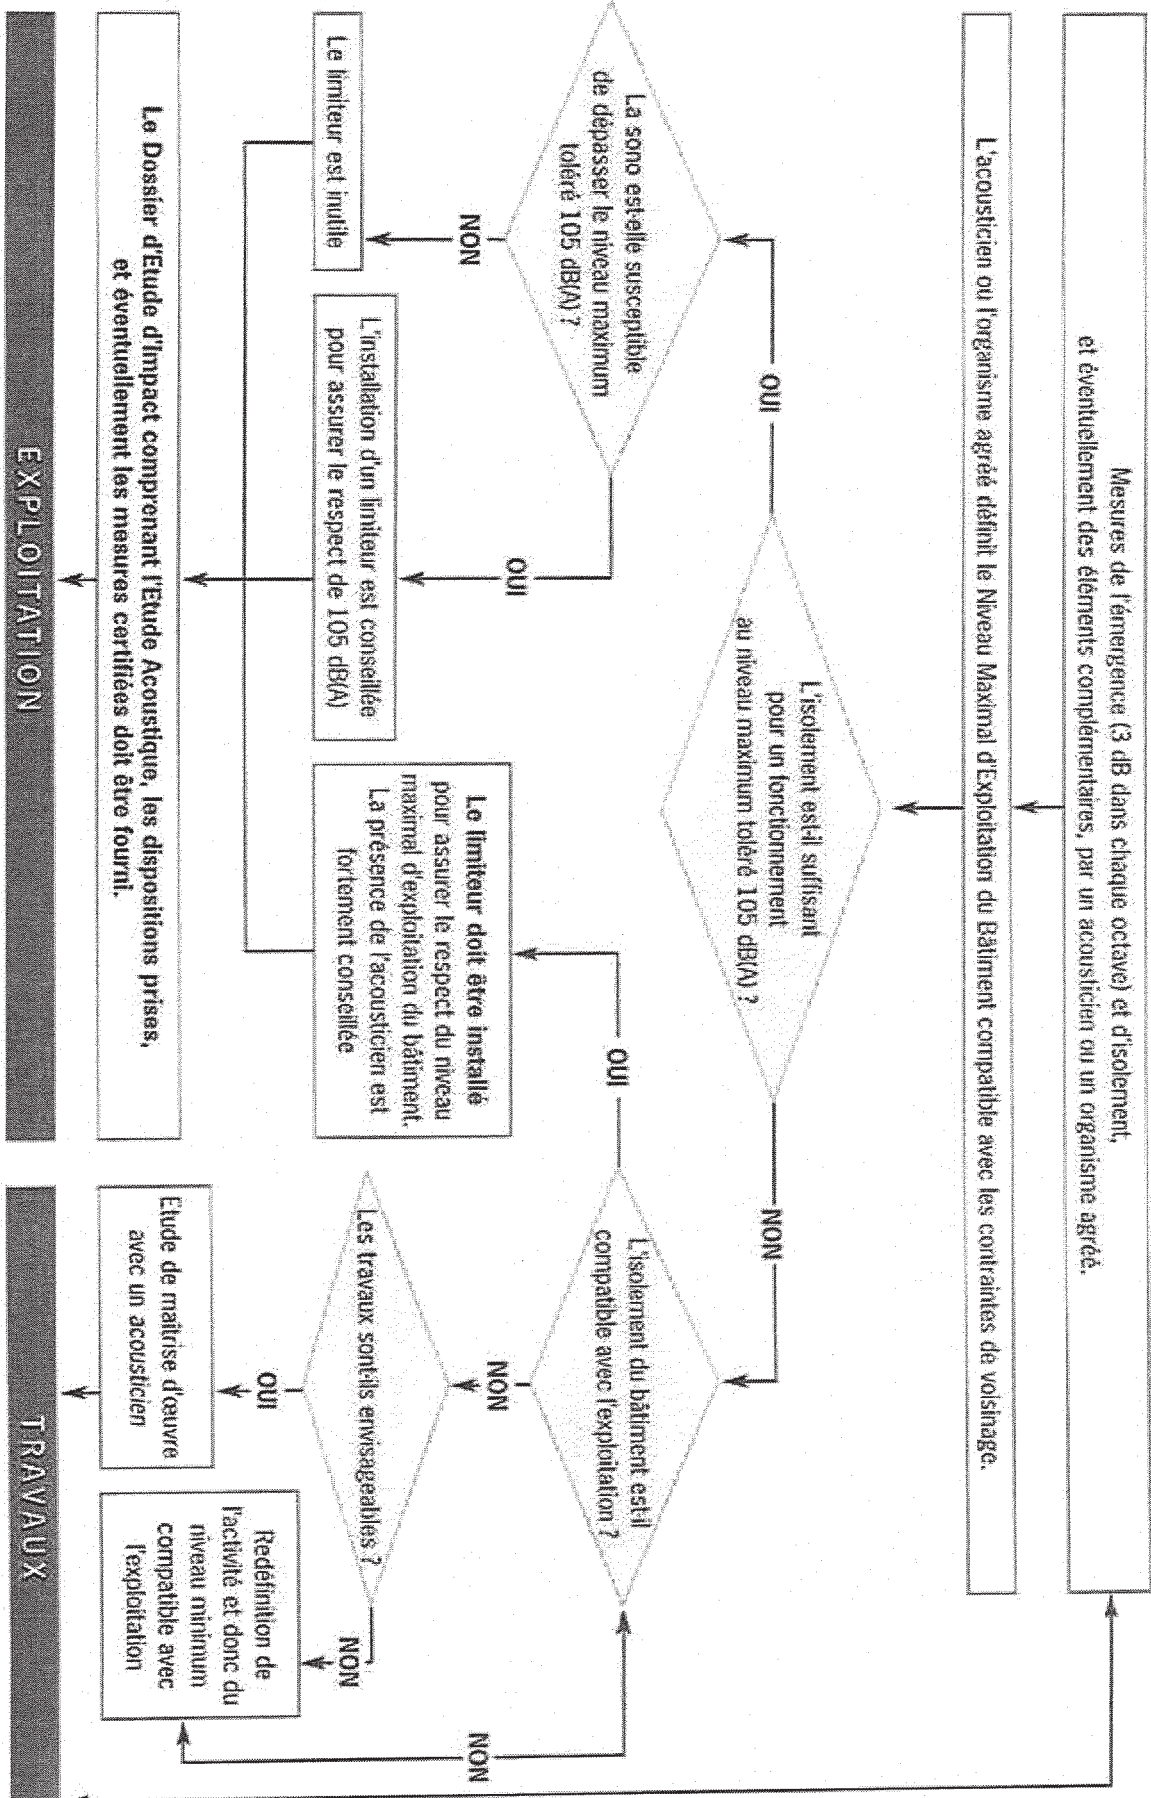 Mesures de l'émergence (3 dB dans chaque octave) et d'isolement,
et éventuellement des éléments complémentaires, par un acousticien ou un organisme agréé.
L'acousticien ou l'organisme agréé définit le Niveau Maximal d'Exploitation du Bâtiment compatible avec les contraintes de voisinage.
L'isolement est-il suffisant
pour un fonctionnement
au niveau maximum toléré 105 dB(A) ?
OUI
NON
La sono est-elle susceptible
de dépasser le niveau maximum
toléré 105 dB(A) ?
NON
OUI
L'isolement du bâtiment est-il
compatible avec l'exploitation ?
OUI
NON
NON
Le limiteur est inutile
L'installation d'un limiteur est conseillée
pour assurer le respect de 105 dB(A)
Le limiteur doit être installé
pour assurer le respect du niveau
maximal d'exploitation du bâtiment.
La présence de l'acousticien est
fortement conseillée
Les travaux sont-ils envisageables ?
OUI
NON
Le Dossier d'Etude d'Impact comprenant l'Etude Acoustique, les dispositions prises,
et éventuellement les mesures certifiées doit être fourni.
Etude de maîtrise d'œuvre
avec un acousticien
Redéfinition de
l'activité et donc du
niveau minimum
compatible avec
l'exploitation
EXPLOITATION
TRAVAUX